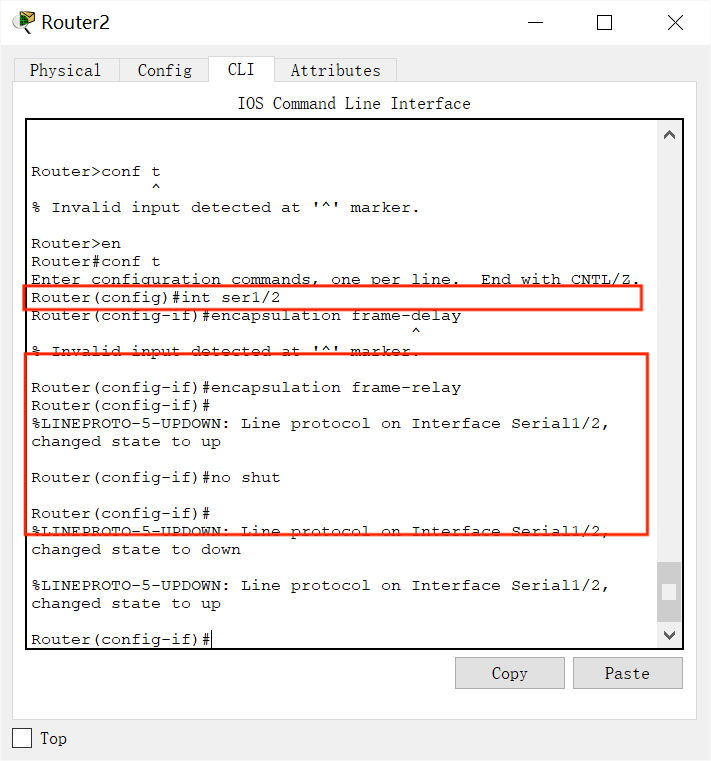 Router2
Physical Config CLI Attributes
IOS Command Line Interface
Router>conf t
^
% Invalid input detected at '^' marker.
Router>en
Router#conf t
Enter configuration commands, one per line.  End with CNTL/Z.
Router(config)#int ser1/2
Router(config-if)#encapsulation frame-delay
^
% Invalid input detected at '^' marker.
Router(config-if)#encapsulation frame-relay
Router(config-if)#
%LINEPROTO-5-UPDOWN: Line protocol on Interface Serial1/2,
changed state to up
Router(config-if)#no shut
Router(config-if)#
%LINEPROTO-5-UPDOWN: Line protocol on Interface Serial1/2,
changed state to down
%LINEPROTO-5-UPDOWN: Line protocol on Interface Serial1/2,
changed state to up
Router(config-if)#
Copy Paste
Top